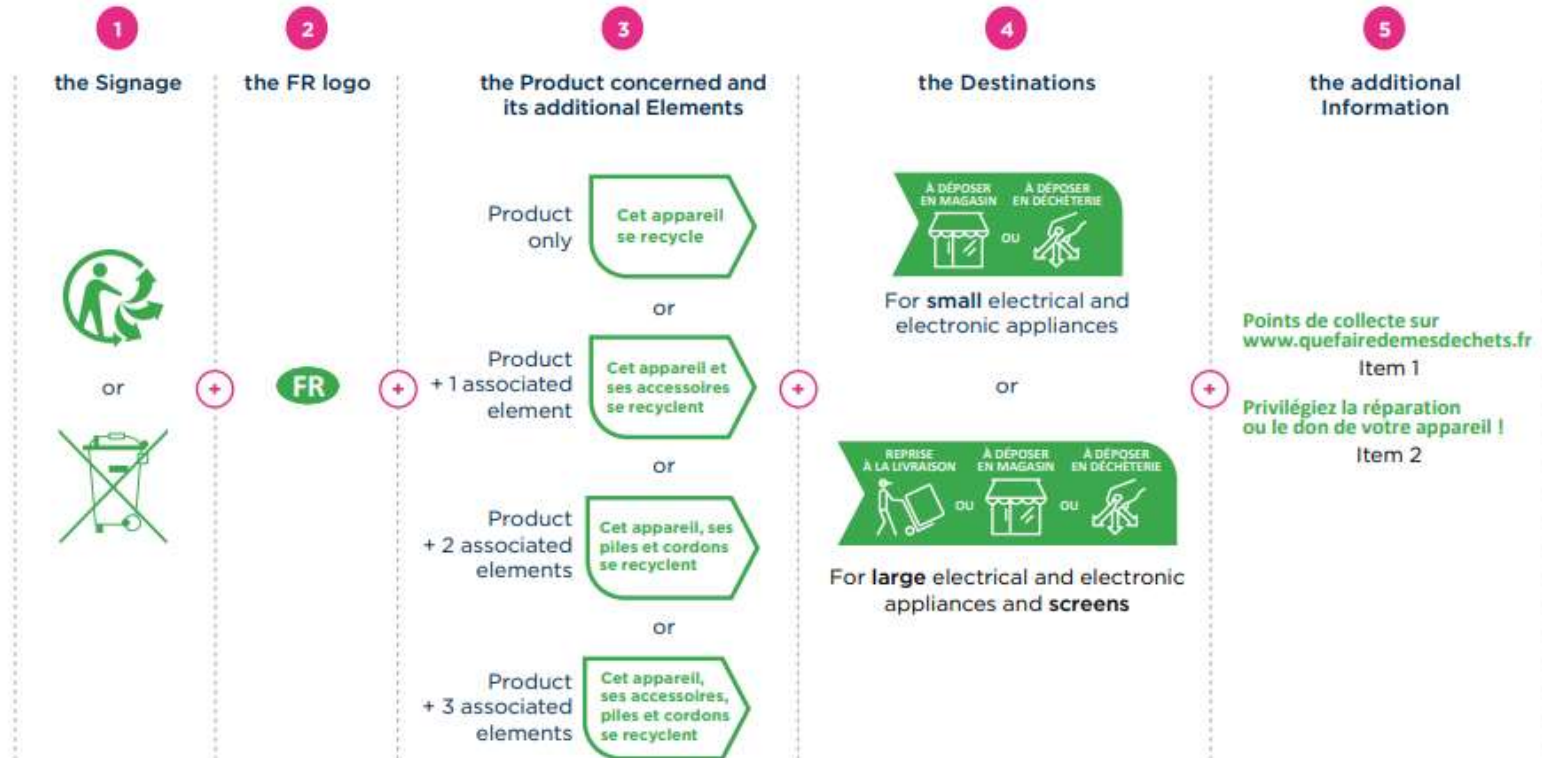 1
the Signage
or
2
the FR logo
+
FR
+
3
the Product concerned and
its additional Elements
Product
only
Cet appareil
se recycle
or
Product
+ 1 associated
element
Cet appareil et
ses accessoires
se recyclent
or
Product
+ 2 associated
elements
Cet appareil, ses
piles et cordons
se recyclent
or
Product
+ 3 associated
elements
Cet appareil,
ses accessoires,
piles et cordons
se recyclent
+
4
the Destinations
À DÉPOSER
EN MAGASIN
OU
À DÉPOSER
EN DÉCHÈTERIE
For small electrical and
electronic appliances
or
REPRISE
À LA LIVRAISON
OU
À DÉPOSER
EN MAGASIN
OU
À DÉPOSER
EN DÉCHÈTERIE
For large electrical and electronic
appliances and screens
+
5
the additional
Information
Points de collecte sur
www.quefairedemesdechets.fr
Item 1
Privilégiez la réparation
ou le don de votre appareil !
Item 2